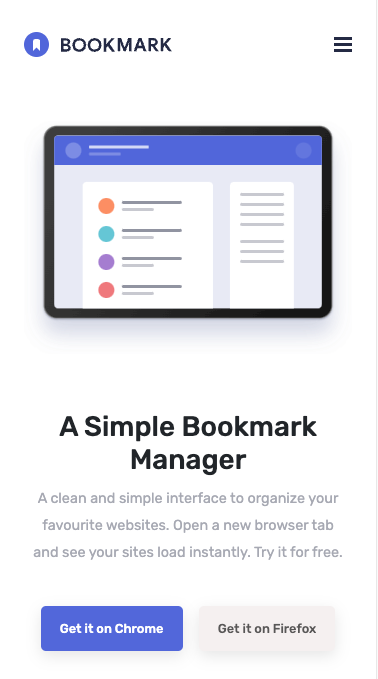 BOOKMARK
A Simple Bookmark
Manager
A clean and simple interface to organize your
favourite websites. Open a new browser tab
and see your sites load instantly. Try it for free.
Get it on Chrome
Get it on Firefox